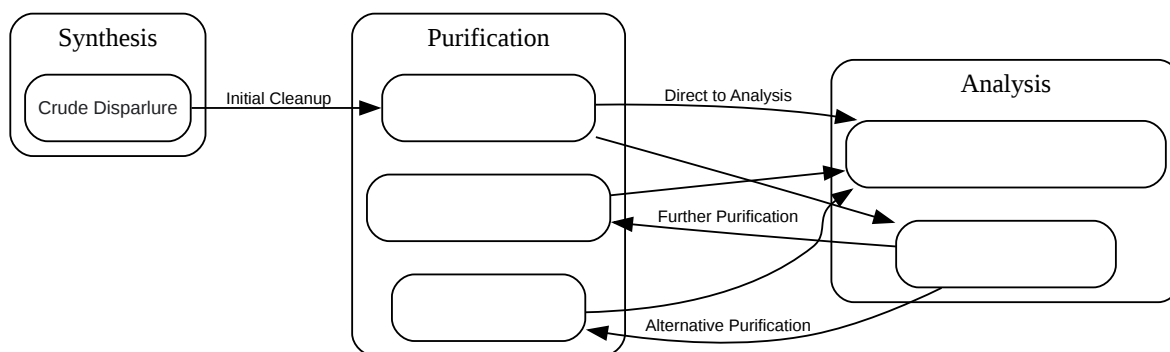 Synthesis
Crude Disparlure
Initial Cleanup
Purification
Direct to Analysis
Further Purification
Alternative Purification
Analysis